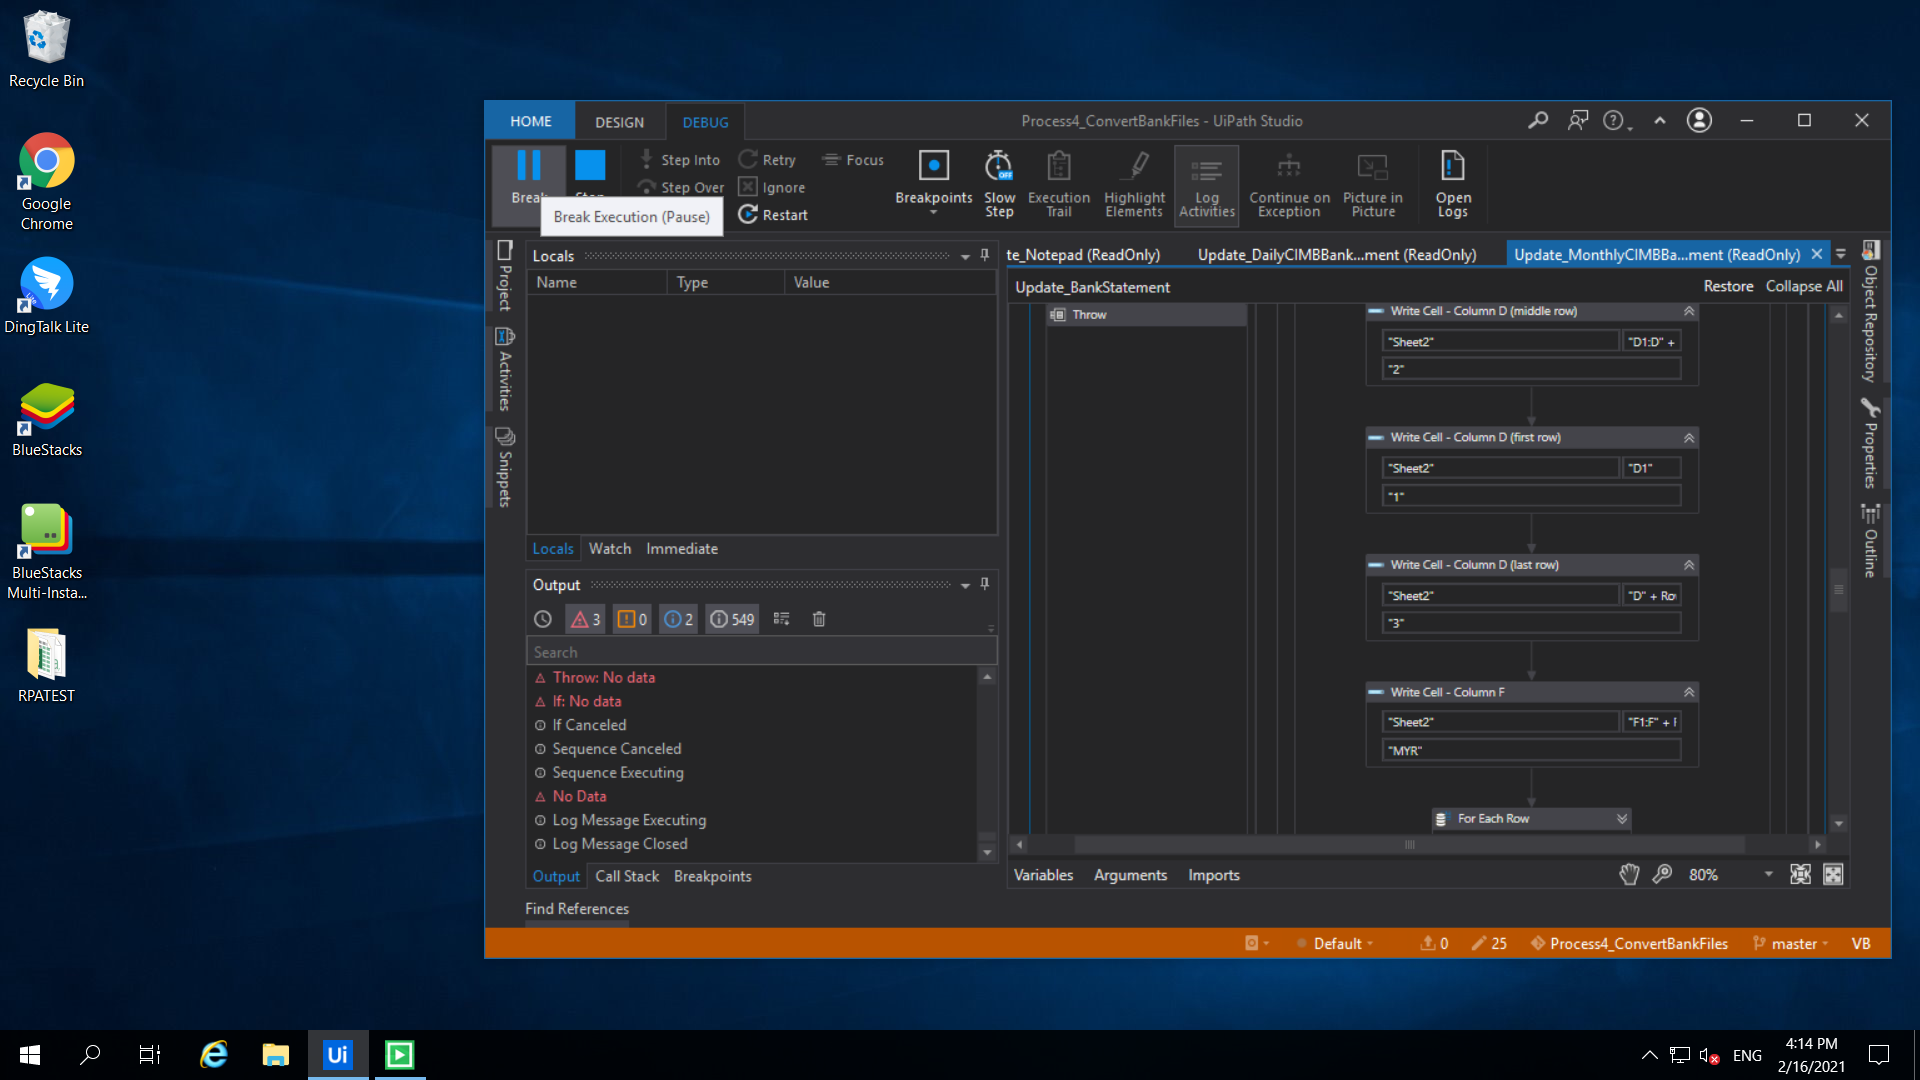 Recycle Bin
Google
Chrome
DingTalk Lite
BlueStacks
BlueStacks
Multi-Insta...
RPATEST
HOME
DESIGN
DEBUG
Process4_ConvertBankFiles - UiPath Studio
Break
Step Into
Step Over
Break Execution (Pause)
Retry
Ignore
Restart
Focus
Breakpoints
OFF
Slow
Step
Execution
Trail
Highlight
Elements
Log
Activities
Continue on
Exception
Picture in
Picture
Open
Logs
Project
Activities
Snippets
Locals
Name
Type
Value
Locals
Watch
Immediate
Output
3
0
2
549
Search
Throw: No data
If: No data
If Canceled
Sequence Canceled
Sequence Executing
No Data
Log Message Executing
Log Message Closed
Output
Call Stack
Breakpoints
Find References
te_Notepad (ReadOnly)
Update_DailyCIMBBank...ment (ReadOnly)
Update_MonthlyCIMBBa...ment (ReadOnly)
Update_BankStatement
Restore
Collapse All
Throw
Write Cell - Column D (middle row)
"Sheet2"
"D1:D" +
"2"
Write Cell - Column D (first row)
"Sheet2"
"D1"
"1"
Write Cell - Column D (last row)
"Sheet2"
"D" + Ro
"3"
Write Cell - Column F
"Sheet2"
"F1:F" +
"MYR"
For Each Row
Variables
Arguments
Imports
80%
Object Repository
Properties
Outline
Default
0
25
Process4_ConvertBankFiles
master
VB
Ui
ENG
4:14 PM
2/16/2021